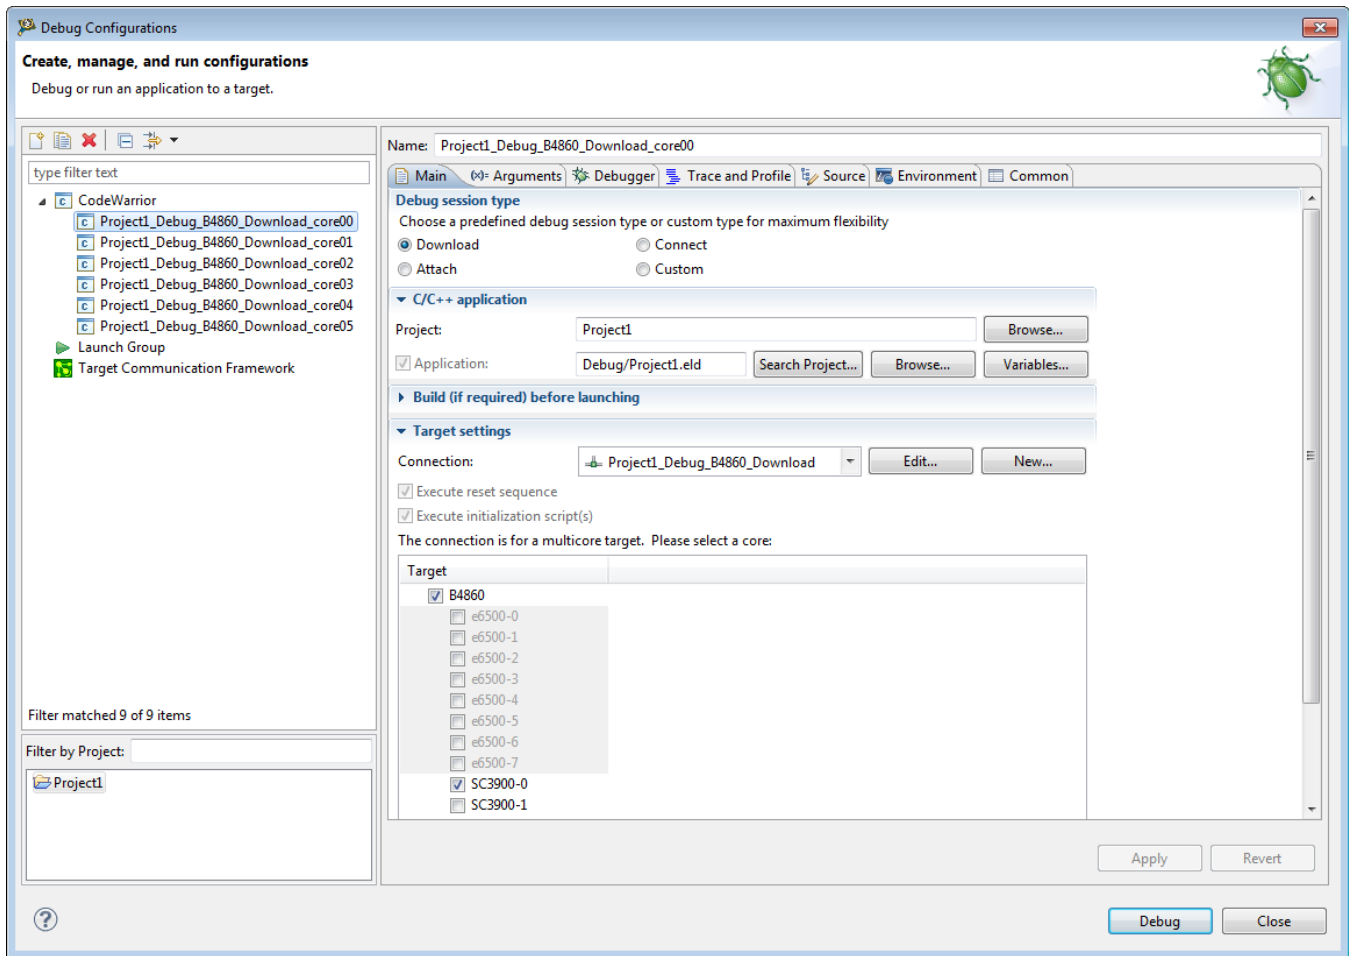 Debug Configurations
Create, manage, and run configurations
Debug or run an application to a target.
type filter text
CodeWarrior
Project1_Debug_B4860_Download_core00
Project1_Debug_B4860_Download_core01
Project1_Debug_B4860_Download_core02
Project1_Debug_B4860_Download_core03
Project1_Debug_B4860_Download_core04
Project1_Debug_B4860_Download_core05
Launch Group
Target Communication Framework
Filter matched 9 of 9 items
Filter by Project:
Project1
Name: Project1_Debug_B4860_Download_core00
Main (x)= Arguments Debugger Trace and Profile Source Environment Common
Debug session type
Choose a predefined debug session type or custom type for maximum flexibility
Download Connect
Attach Custom
C/C++ application
Project: Project1 Browse...
Application: Debug/Project1.eld Search Project... Browse... Variables...
Build (if required) before launching
Target settings
Connection: Project1_Debug_B4860_Download Edit... New...
Execute reset sequence
Execute initialization script(s)
The connection is for a multicore target. Please select a core:
Target
B4860
e6500-0
e6500-1
e6500-2
e6500-3
e6500-4
e6500-5
e6500-6
e6500-7
SC3900-0
SC3900-1
Apply Revert
Debug Close